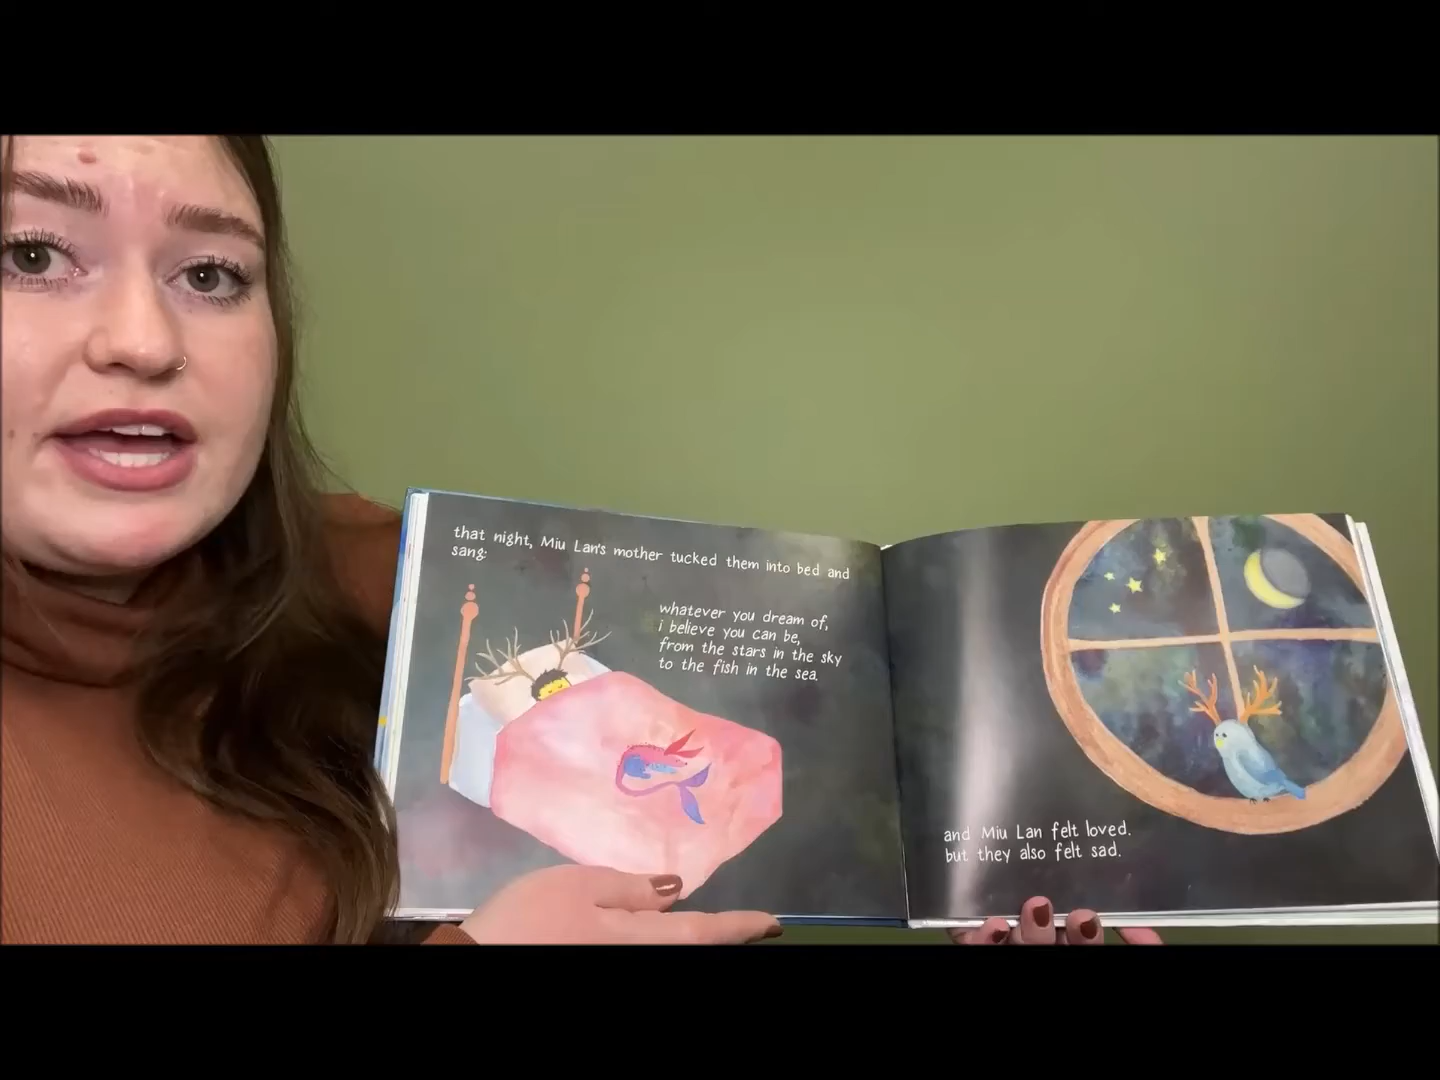 that night, Miu Lan's mother tucked them into bed and
sang:
whatever you dream of,
i believe you can be,
from the stars in the sky
to the fish in the sea.
and Miu Lan felt loved.
but they also felt sad.